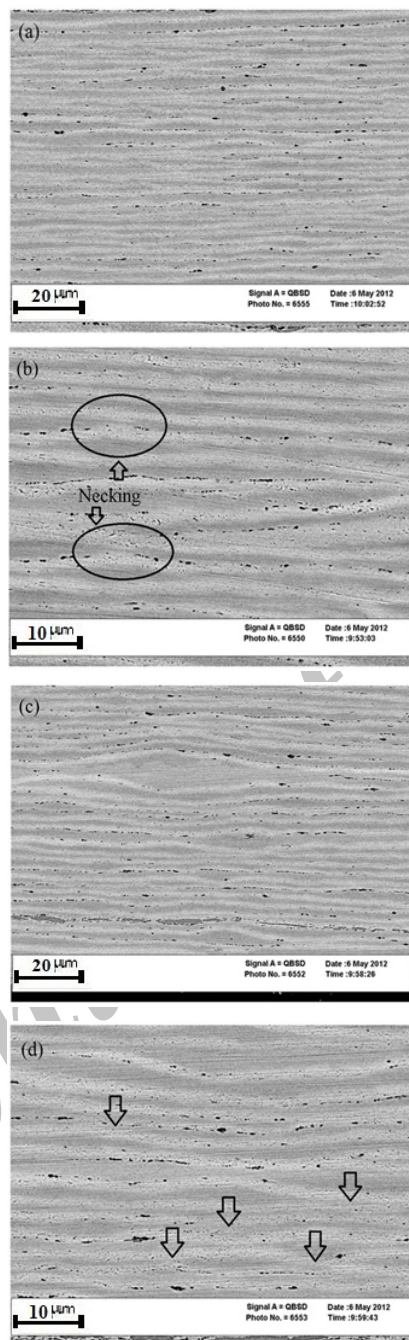 (a)
20 µm
Signal A = QBSD Date :6 May 2012
Photo No. = 6555 Time :10:02:52
(b)
Necking
10 µm
Signal A = QBSD Date :6 May 2012
Photo No. = 6550 Time :9:53:03
(c)
20 µm
Signal A = QBSD Date :6 May 2012
Photo No. = 6552 Time :9:58:26
(d)
10 µm
Signal A = QBSD Date :6 May 2012
Photo No. = 6553 Time :9:59:43